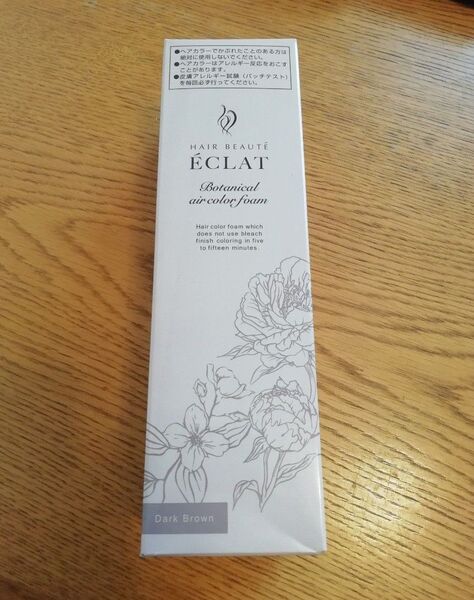 ●ヘアカラーでかぶれたことのある方は
絶対に使用しないでください。
●ヘアカラーはアレルギー反応をおこす
ことがあります。
●皮膚アレルギー試験(パッチテスト)
を毎回必ず行ってください。
HAIR BEAUTÉ
ÉCLAT
Botanical
air color foam
Hair color foam which
does not use bleach
finish coloring in five
to fifteen minutes
Dark Brown